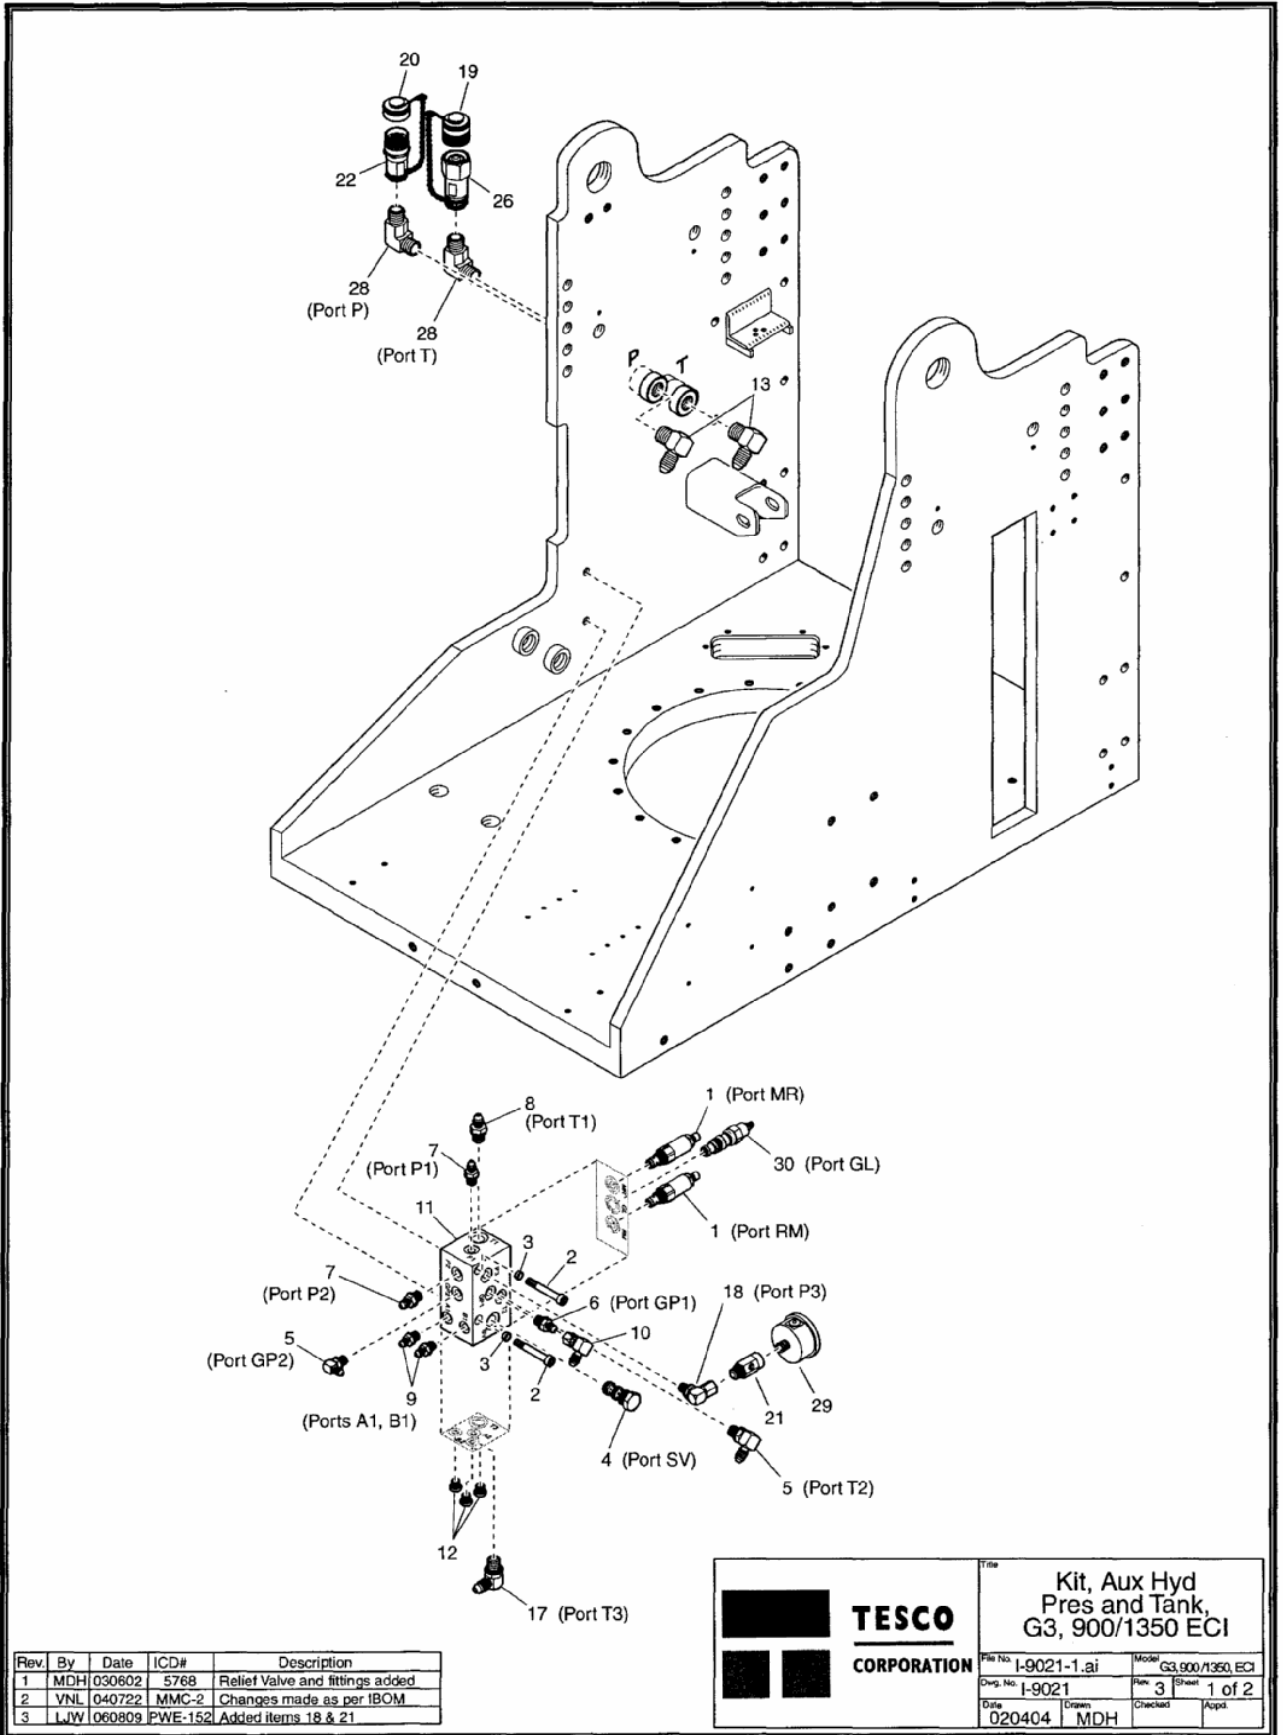 20
19
22
26
28
(Port P)
28
(Port T)
P
T
13
8
(Port T1)
7
(Port P1)
11
1 (Port MR)
30 (Port GL)
1 (Port RM)
3
2
7
(Port P2)
6 (Port GP1)
18 (Port P3)
10
5
(Port GP2)
9
(Ports A1, B1)
3
2
21
29
4 (Port SV)
5 (Port T2)
12
17 (Port T3)
TESCO
CORPORATION
Title
Kit, Aux Hyd
Pres and Tank,
G3, 900/1350 ECI
File No. I-9021-1.ai
Model G3,900/1350, ECI
Dwg. No. I-9021
Rev. 3
Sheet 1 of 2
Date 020404
Drawn MDH
Checked
Appd.
Rev. By Date ICD# Description
1 MDH 030602 5768 Relief Valve and fittings added
2 VNL 040722 MMC-2 Changes made as per IBOM
3 LJW 060809 PWE-152 Added items 18 & 21